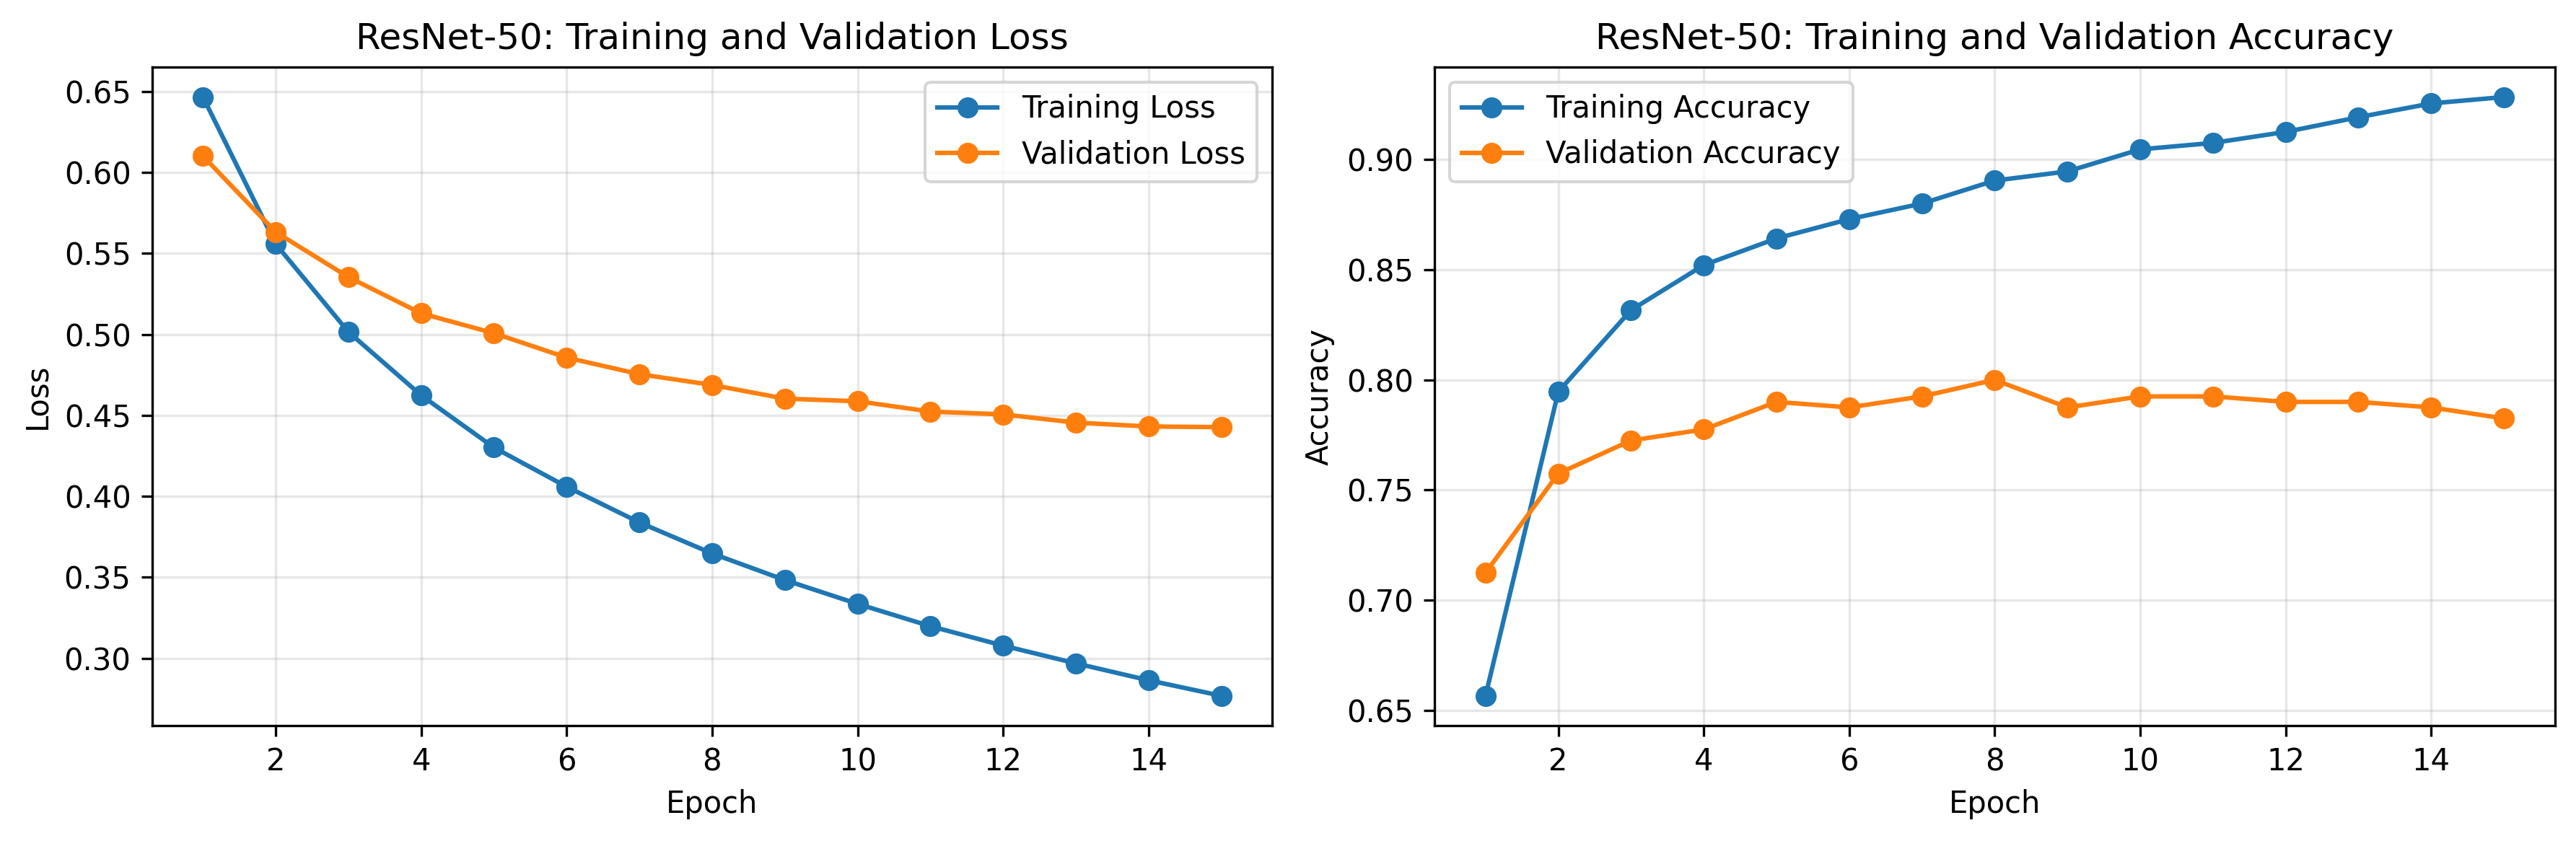 ResNet-50: Training and Validation Loss
0.65
0.60
0.55
0.50
0.45
0.40
0.35
0.30
Loss
Training Loss
Validation Loss
2 4 6 8 10 12 14
Epoch
ResNet-50: Training and Validation Accuracy
0.90
0.85
0.80
0.75
0.70
0.65
Accuracy
Training Accuracy
Validation Accuracy
2 4 6 8 10 12 14
Epoch